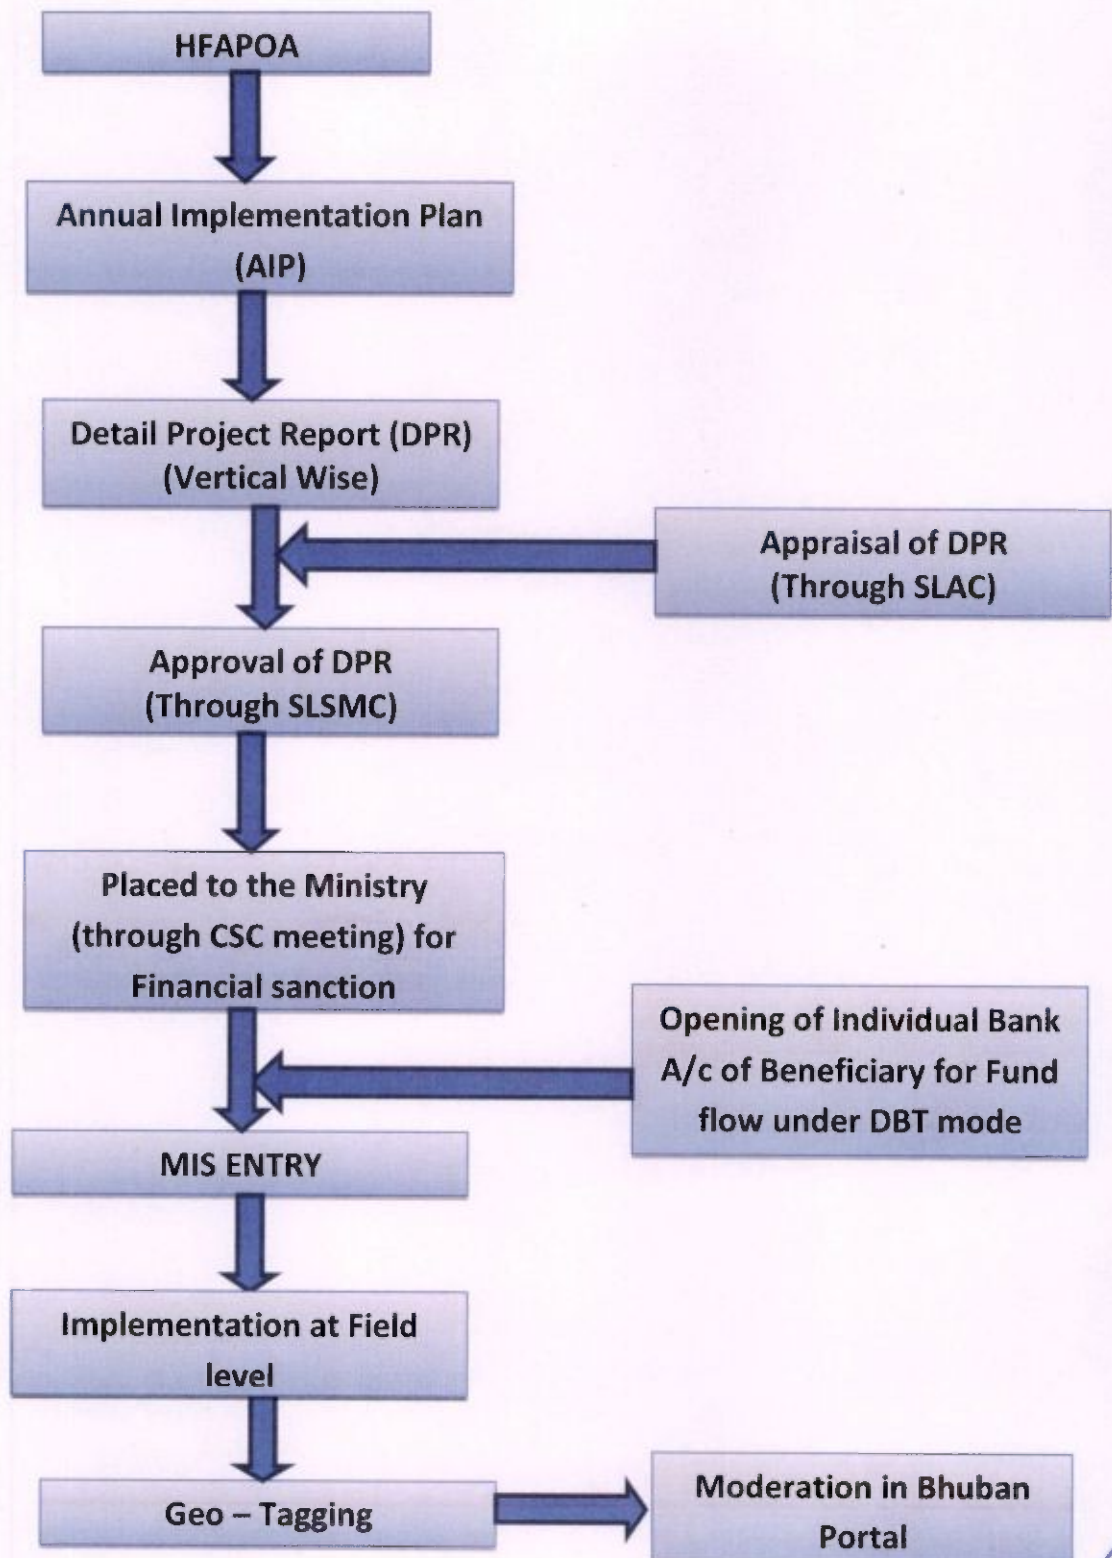 HFAPOA
Annual Implementation Plan
(AIP)
Detail Project Report (DPR)
(Vertical Wise)
Appraisal of DPR
(Through SLAC)
Approval of DPR
(Through SLSMC)
Placed to the Ministry
(through CSC meeting) for
Financial sanction
Opening of Individual Bank
A/c of Beneficiary for Fund
flow under DBT mode
MIS ENTRY
Implementation at Field
level
Geo – Tagging
Moderation in Bhuban
Portal